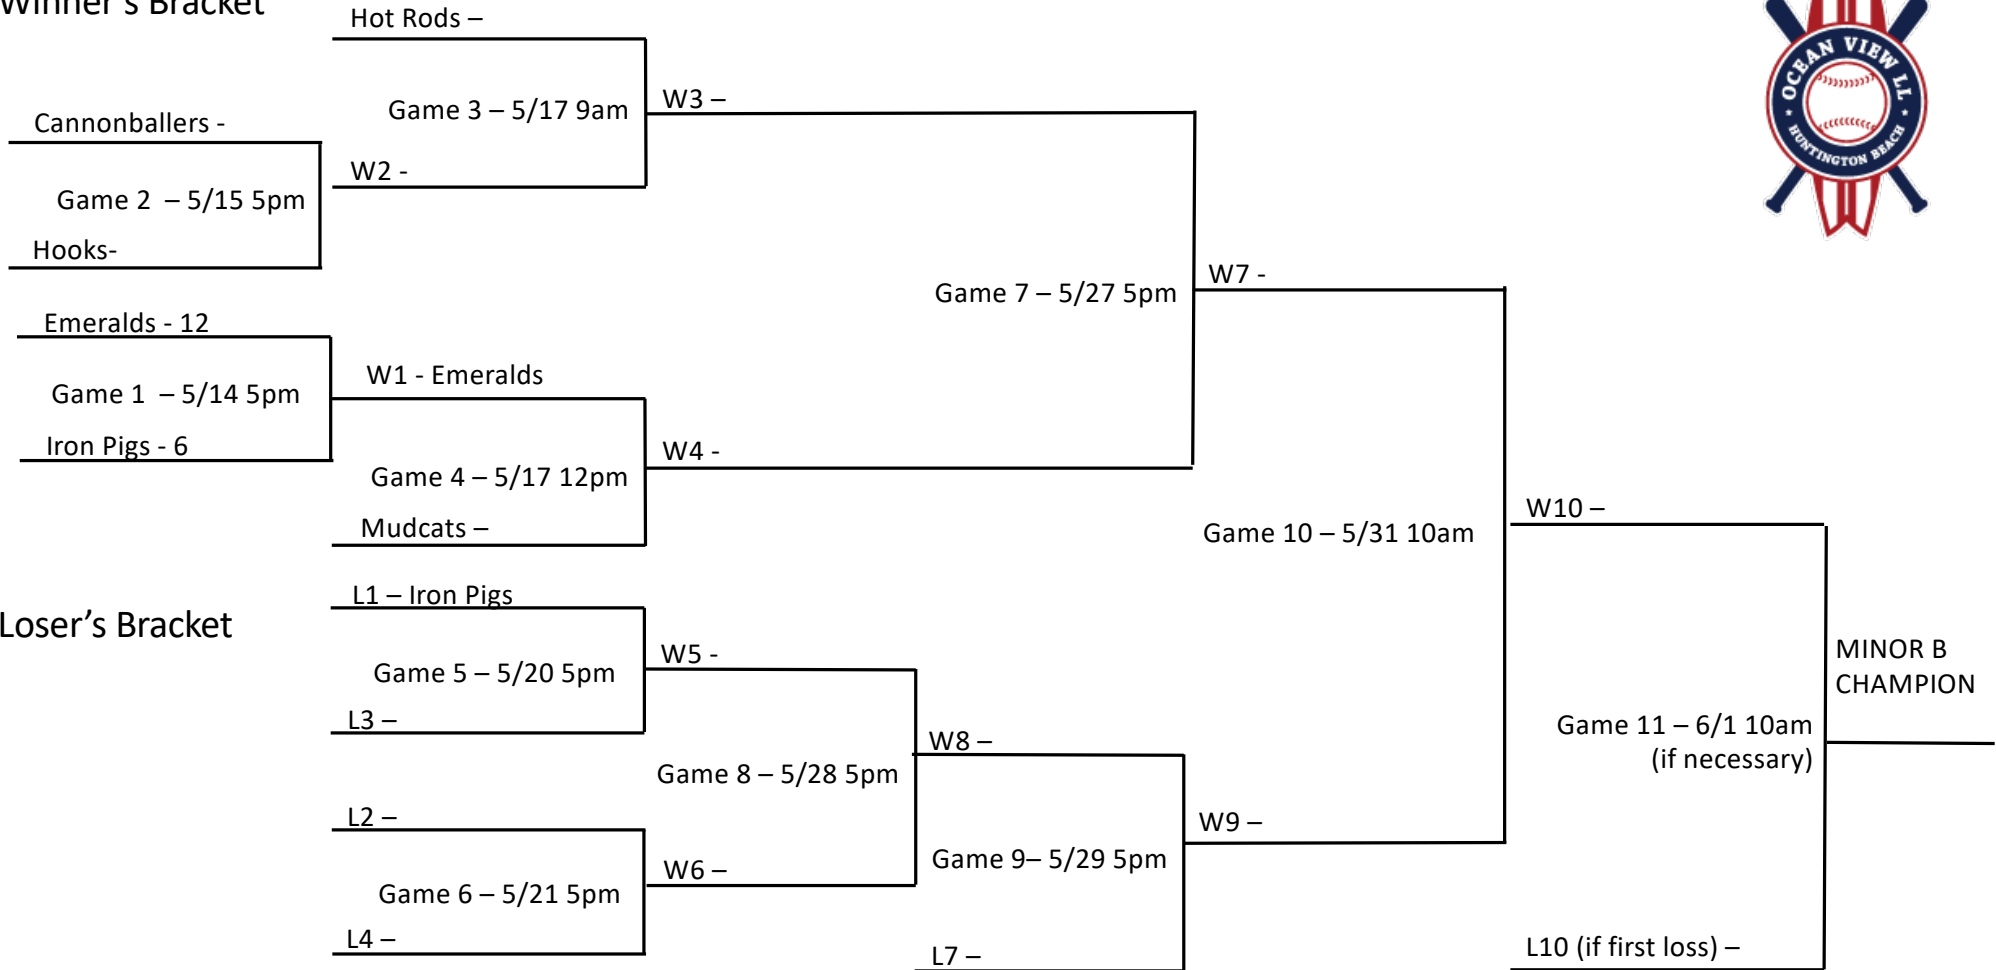 Winner's Bracket
Hot Rods –
Game 3 – 5/17 9am
W3 –
Cannonballers -
W2 -
Game 2 – 5/15 5pm
Hooks-
Game 7 – 5/27 5pm
W7 -
Emeralds - 12
W1 - Emeralds
Game 1 – 5/14 5pm
Iron Pigs - 6
W4 -
Game 4 – 5/17 12pm
Mudcats –
W10 –
Game 10 – 5/31 10am
L1 – Iron Pigs
Loser’s Bracket
W5 -
Game 5 – 5/20 5pm
L3 –
MINOR B
CHAMPION
Game 11 – 6/1 10am
(if necessary)
W8 –
Game 8 – 5/28 5pm
L2 –
W9 –
Game 9– 5/29 5pm
W6 –
Game 6 – 5/21 5pm
L4 –
L7 –
L10 (if first loss) –
OCEAN VIEW LL
HUNTINGTON BEACH